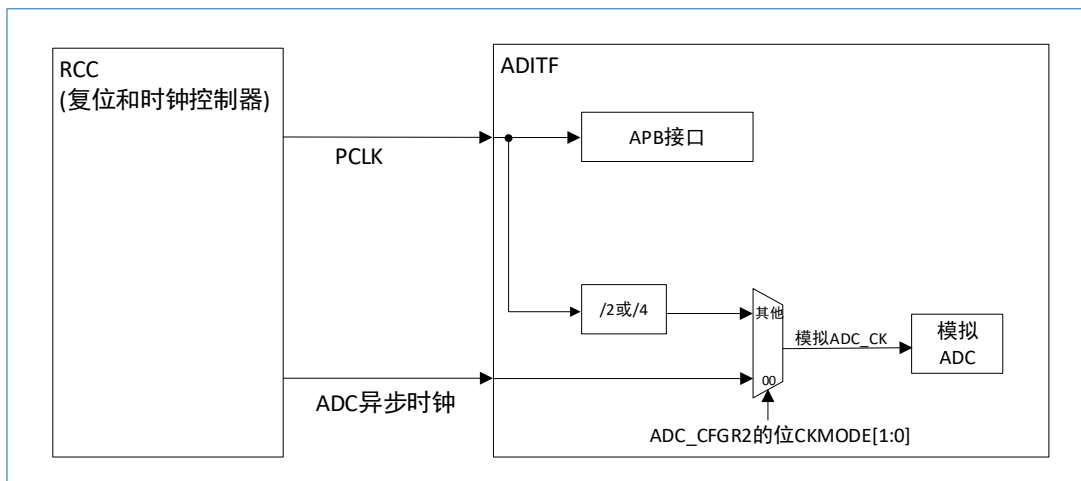 RCC
(复位和时钟控制器)
ADITF
PCLK
APB接口
/2或/4
其他
00
模拟ADC_CK
模拟
ADC
ADC异步时钟
ADC_CFGR2的位CKMODE[1:0]